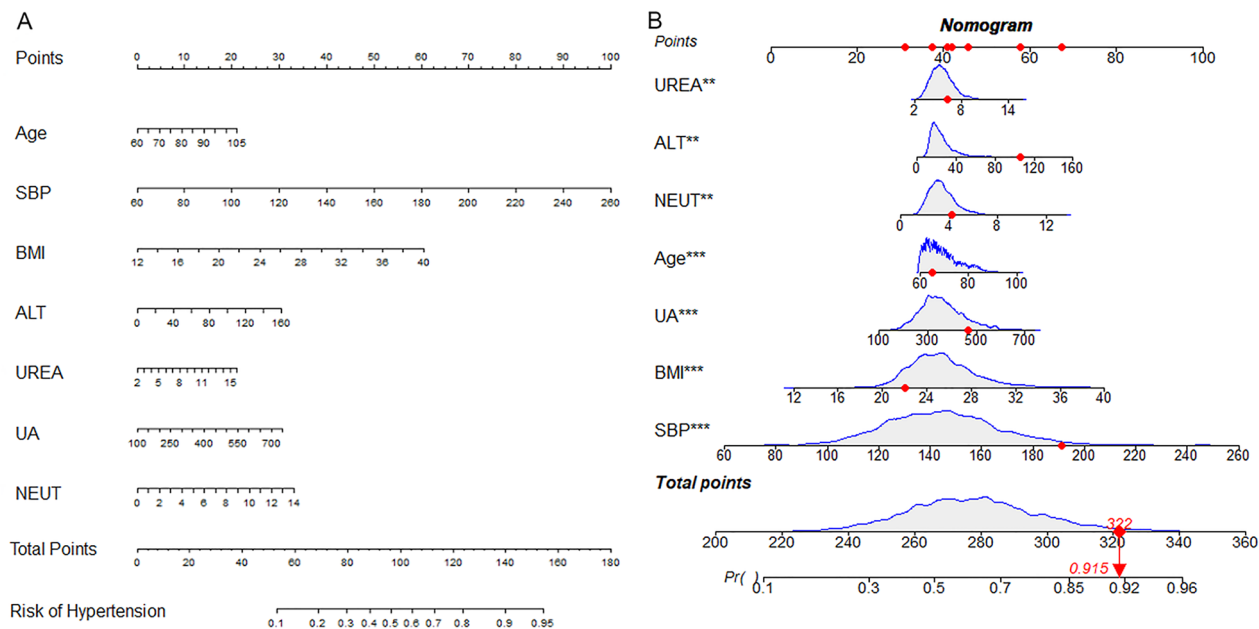 A
Points
0 10 20 30 40 50 60 70 80 90 100
Age
60 70 80 90 105
SBP
60 80 100 120 140 160 180 200 220 240 260
BMI
12 16 20 22 24 26 28 30 32 34 36 38 40
ALT
0 40 80 120 160
UREA
2 5 8 11 15
UA
100 250 400 550 700
NEUT
0 2 4 6 8 10 12 14
Total Points
0 20 40 60 80 100 120 140 160 180
Risk of Hypertension
0.1 0.2 0.3 0.4 0.5 0.6 0.7 0.8 0.9 0.95
B
Nomogram
Points
0 20 40 60 80 100
UREA**
2 8 14
ALT**
0 40 80 120 160
NEUT**
0 4 8 12
Age***
60 80 100
UA***
100 300 500 700
BMI***
12 16 20 24 28 32 36 40
SBP***
60 80 100 120 140 160 180 200 220 240 260
Total points
322
200 220 240 260 280 300 320 340 360
0.915
Pr( )
0.1 0.3 0.5 0.7 0.85 0.92 0.96